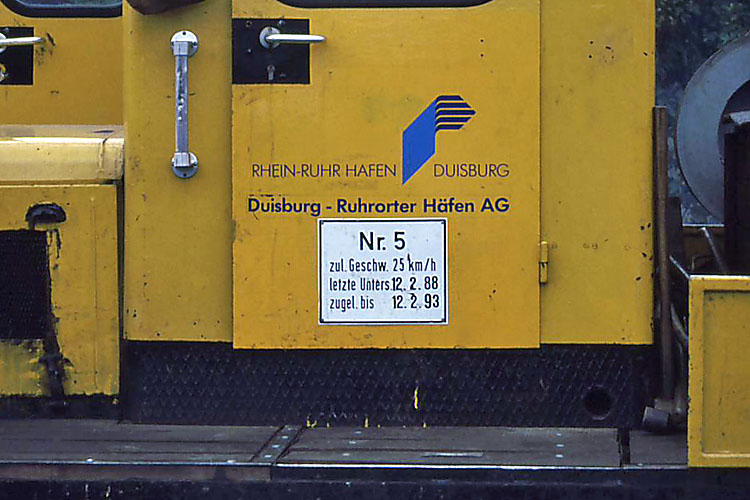 RHEIN-RUHR HAFEN DUISBURG
Duisburg - Ruhrorter Häfen AG
Nr. 5
zul. Geschw. 25 km/h
letzte Unters. 12. 2. 88
zugel. bis 12. 2. 93